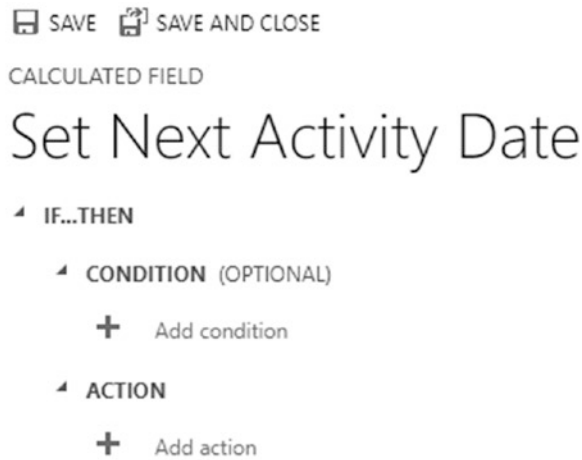 SAVE SAVE AND CLOSE
CALCULATED FIELD
Set Next Activity Date
IF...THEN
CONDITION (OPTIONAL)
Add condition
ACTION
Add action